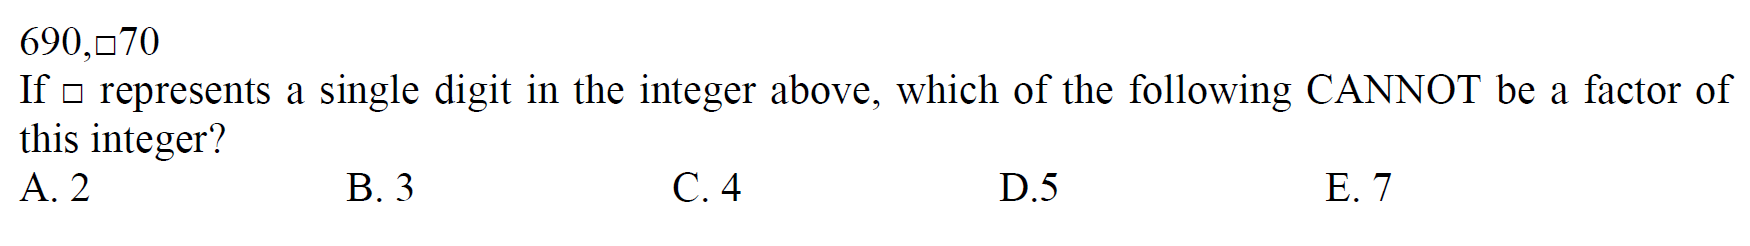 690,□70
If □ represents a single digit in the integer above, which of the following CANNOT be a factor of
this integer?
A. 2 B. 3 C. 4 D.5 E. 7